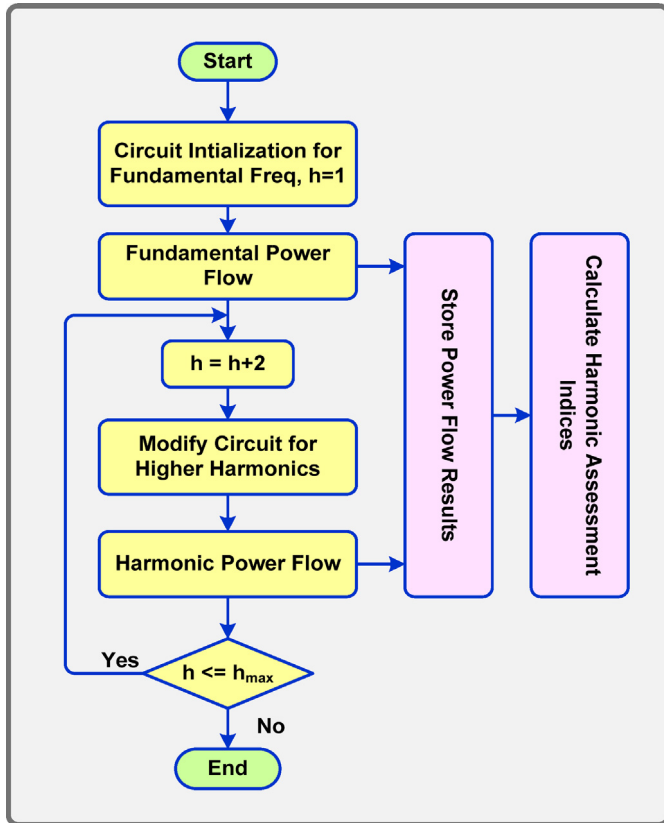 Start
Circuit Intialization for
Fundamental Freq, h=1
Fundamental Power
Flow
h = h+2
Modify Circuit for
Higher Harmonics
Harmonic Power Flow
h <= hmax
Yes
No
End
Store Power Flow Results
Calculate Harmonic Assessment
Indices